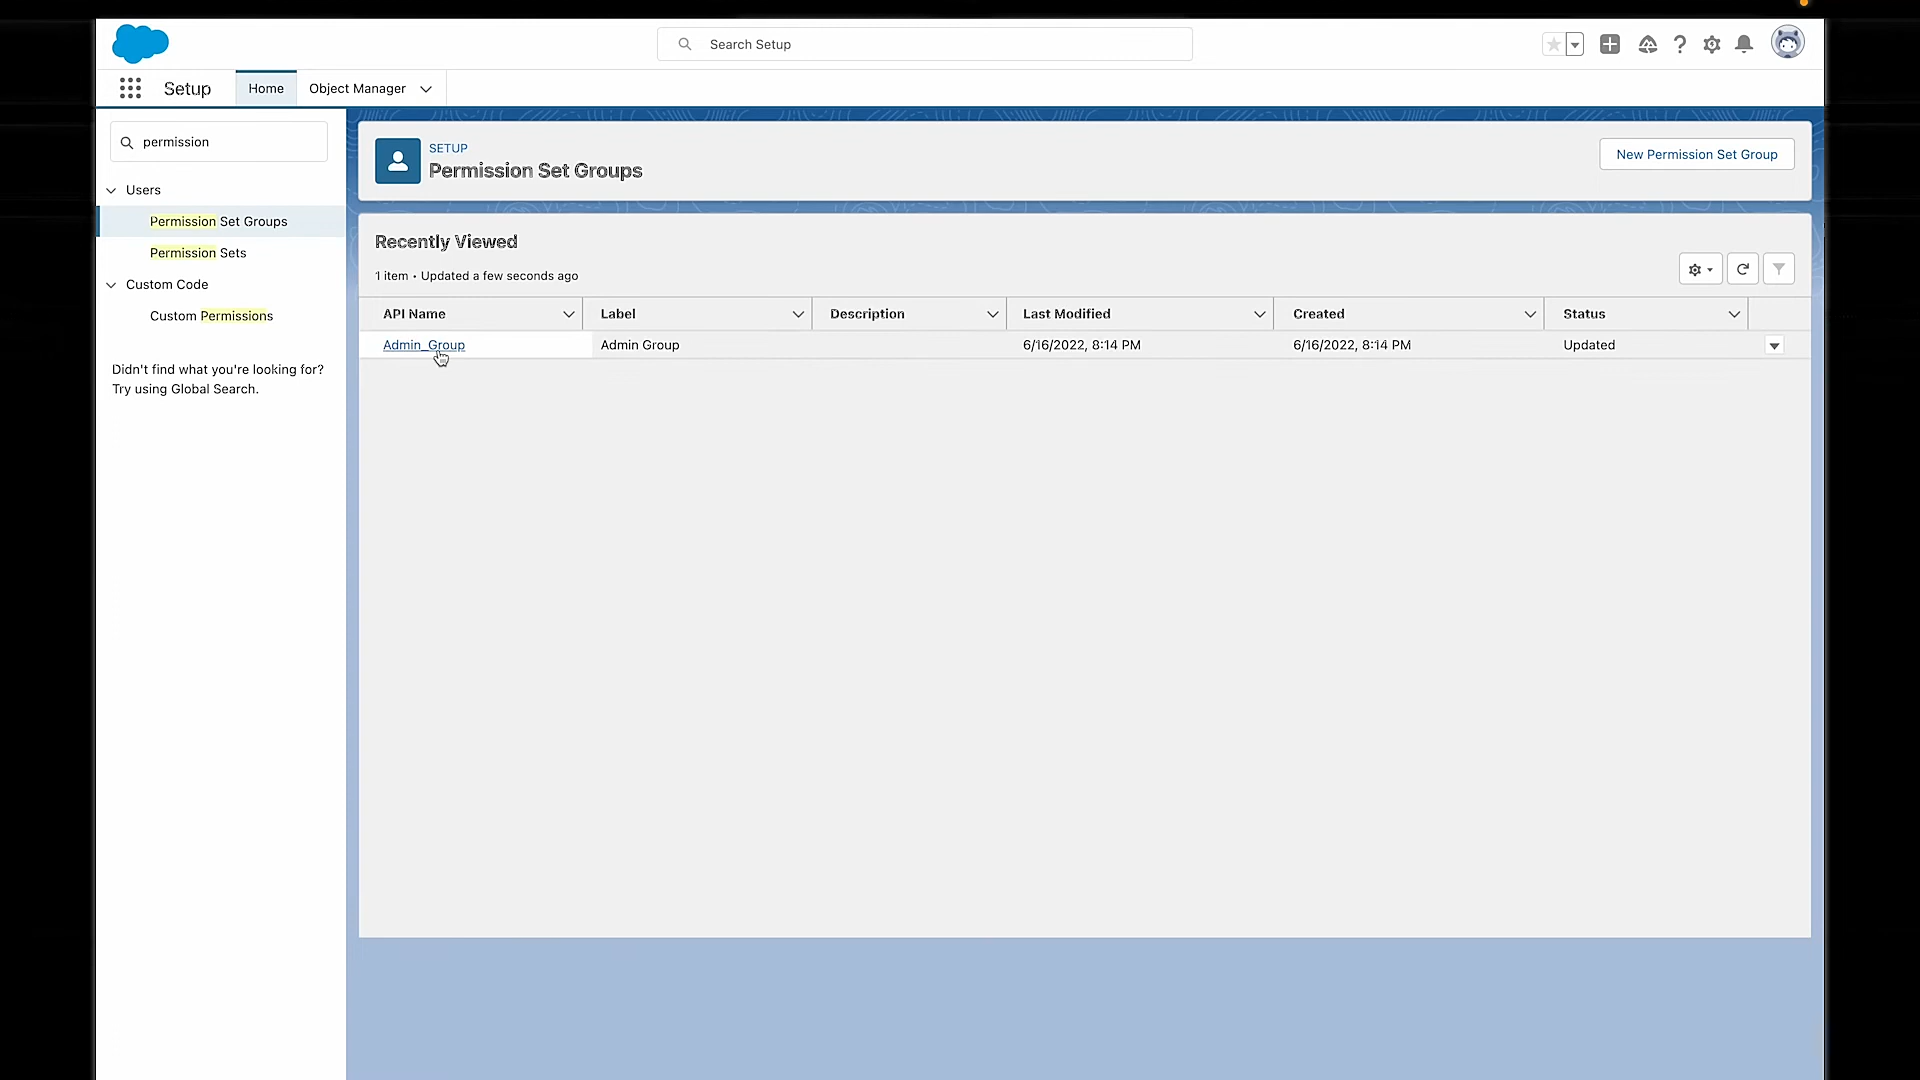 Search Setup
Setup
Home
Object Manager
permission
Users
Permission Set Groups
Permission Sets
Custom Code
Custom Permissions
Didn't find what you're looking for?
Try using Global Search.
SETUP
Permission Set Groups
New Permission Set Group
Recently Viewed
1 item • Updated a few seconds ago
API Name Label Description Last Modified Created Status
Admin_Group Admin Group 6/16/2022, 8:14 PM 6/16/2022, 8:14 PM Updated